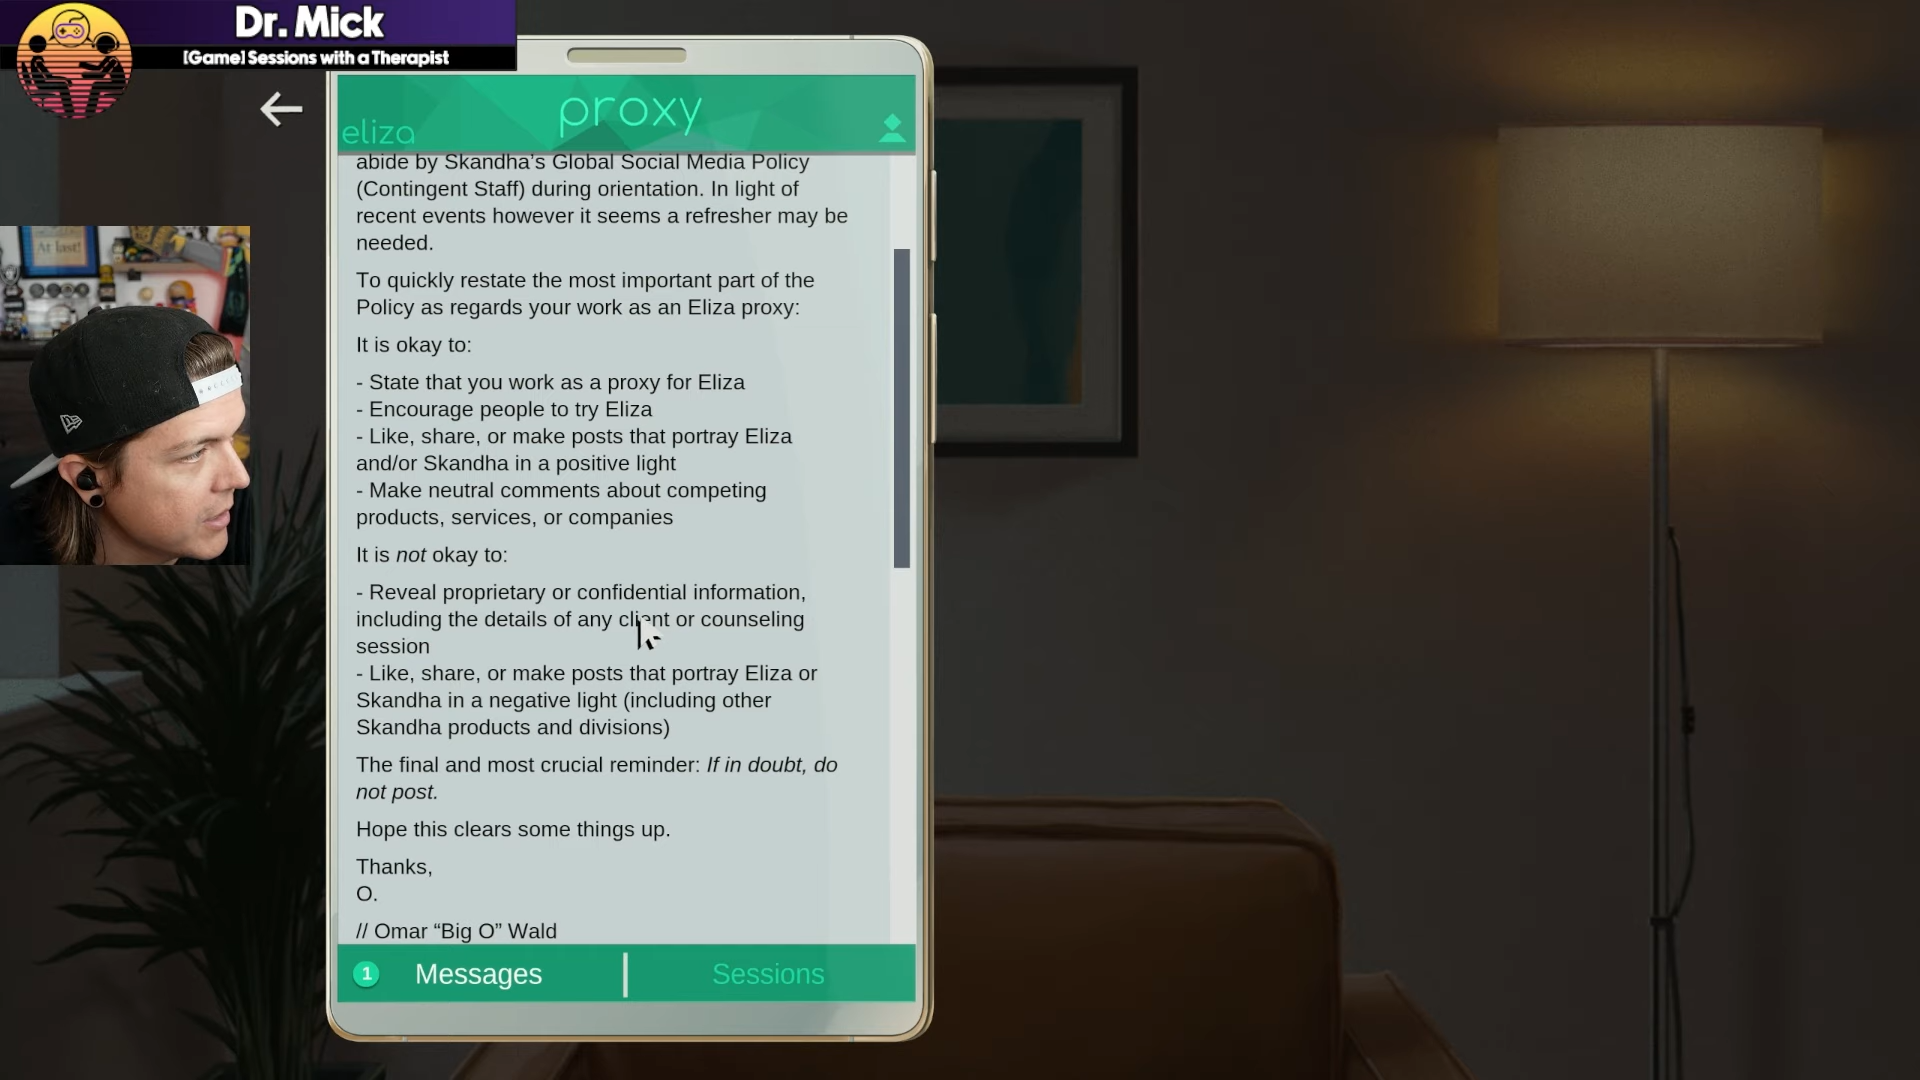 Dr. Mick
[Game] Sessions with a Therapist
At last!
eliza
proxy
abide by Skandha's Global Social Media Policy
(Contingent Staff) during orientation. In light of
recent events however it seems a refresher may be
needed.
To quickly restate the most important part of the
Policy as regards your work as an Eliza proxy:
It is okay to:
- State that you work as a proxy for Eliza
- Encourage people to try Eliza
- Like, share, or make posts that portray Eliza
and/or Skandha in a positive light
- Make neutral comments about competing
products, services, or companies
It is not okay to:
- Reveal proprietary or confidential information,
including the details of any client or counseling
session
- Like, share, or make posts that portray Eliza or
Skandha in a negative light (including other
Skandha products and divisions)
The final and most crucial reminder: If in doubt, do
not post.
Hope this clears some things up.
Thanks,
O.
// Omar “Big O” Wald
1
Messages
Sessions